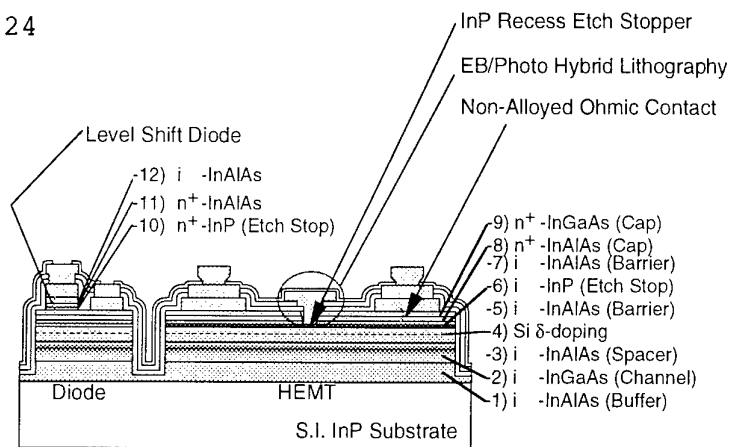 24
InP Recess Etch Stopper
EB/Photo Hybrid Lithography
Non-Alloyed Ohmic Contact
Level Shift Diode
-12) i -InAlAs
-11) n+-InAlAs
-10) n+-InP (Etch Stop)
-9) n+ -InGaAs (Cap)
-8) n+ -InAlAs (Cap)
-7) i -InAlAs (Barrier)
-6) i -InP (Etch Stop)
-5) i -InAlAs (Barrier)
-4) Si δ-doping
-3) i -InAlAs (Spacer)
-2) i -InGaAs (Channel)
-1) i -InAlAs (Buffer)
Diode
HEMT
S.I. InP Substrate